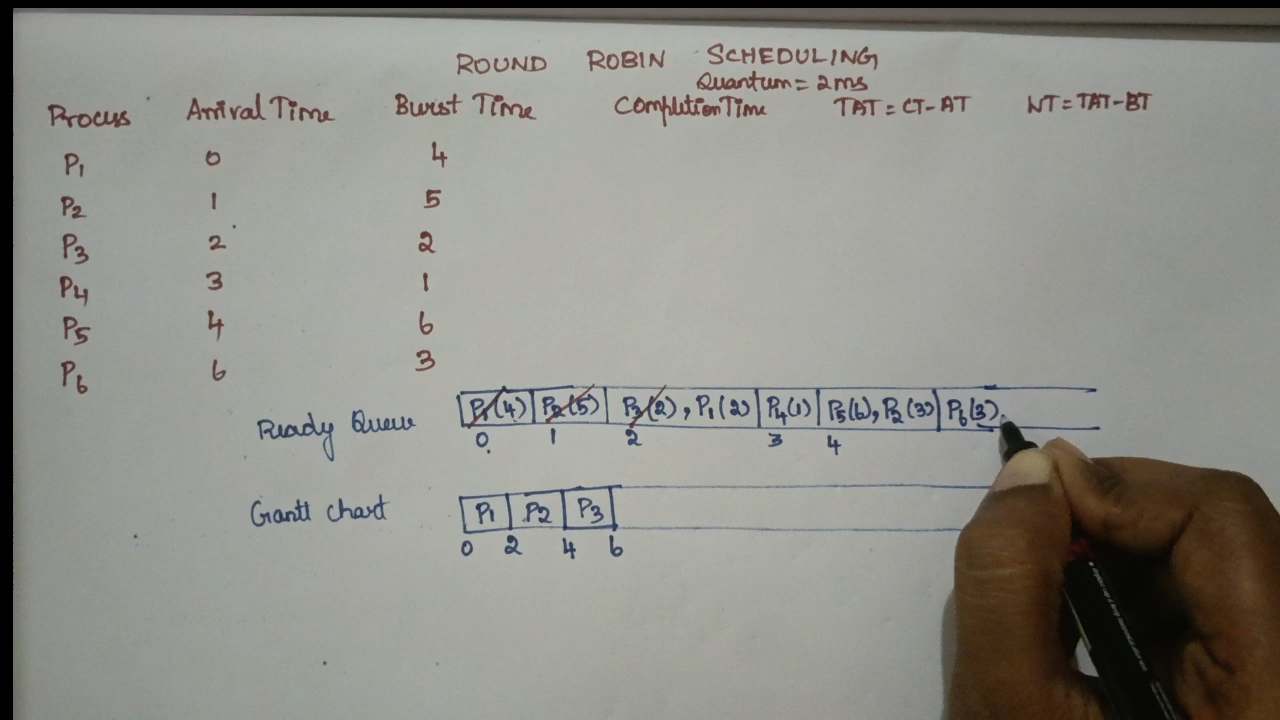 ROUND ROBIN SCHEDULING
Quantum = 2ms
Process Arrival Time Burst Time Completion Time TAT = CT - AT WT = TAT - BT
P1 0 4
P2 1 5
P3 2 2
P4 3 1
P5 4 6
P6 6 3
Ready Queue P1(4) P2(5) P3(2), P1(2) P4(1) P5(6), P2(3) P6(3)
0 1 2 3 4
Gantt chart P1 P2 P3
0 2 4 6